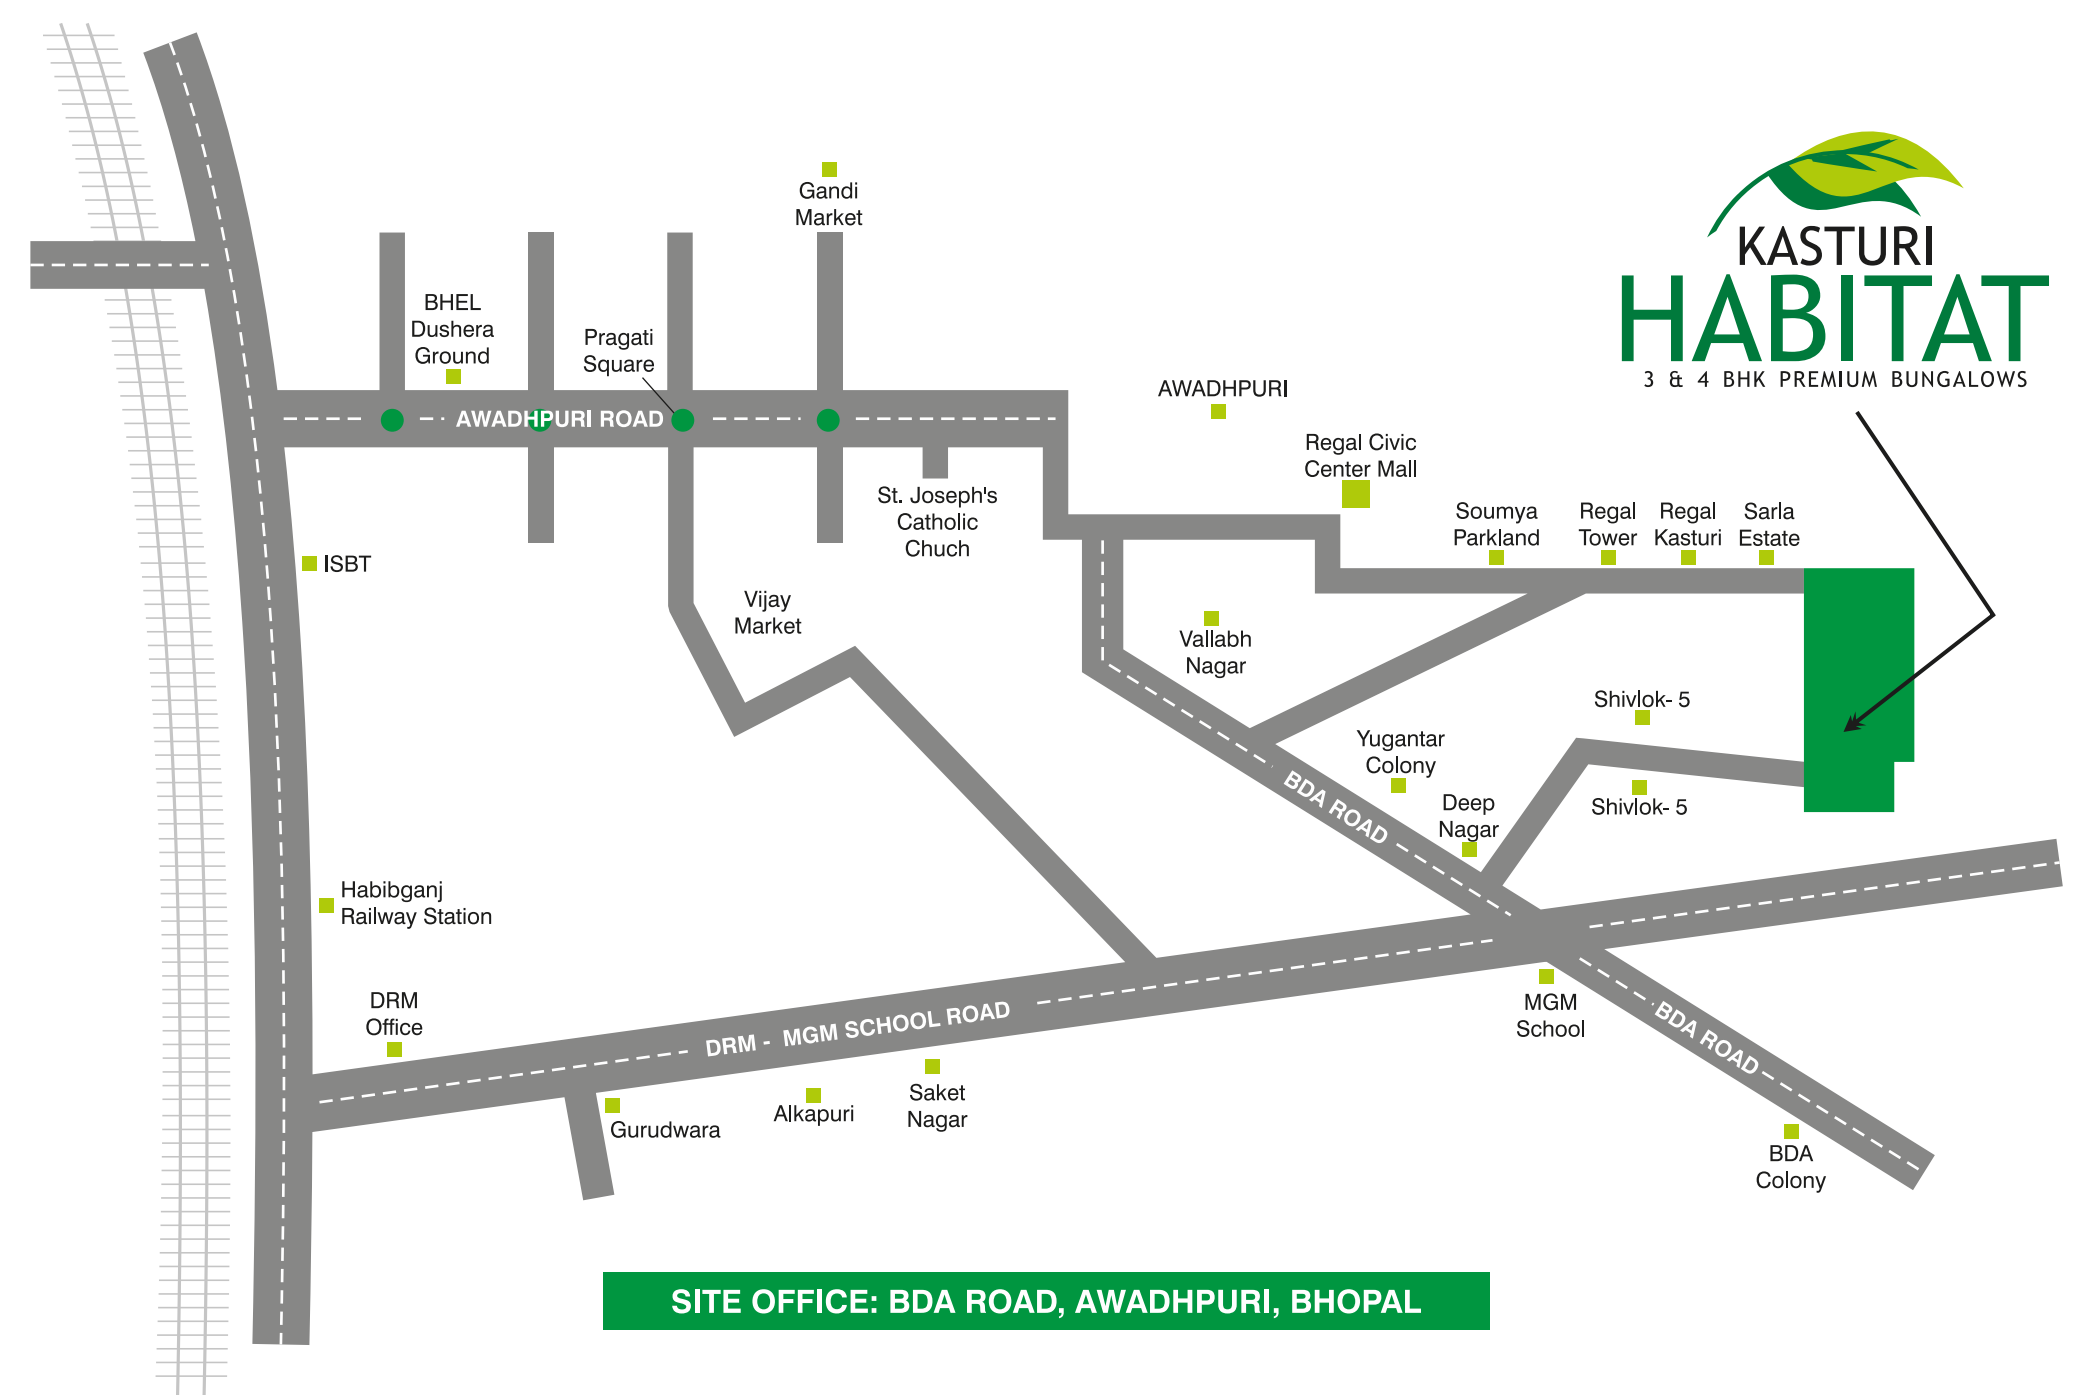 Gandi
Market
KASTURI
HABITAT
3 & 4 BHK PREMIUM BUNGALOWS
BHEL
Dushera
Ground
Pragati
Square
AWADHPURI ROAD
AWADHPURI
Regal Civic
Center Mall
St. Joseph's
Catholic
Chuch
Soumya
Parkland
Regal
Tower
Regal
Kasturi
Sarla
Estate
ISBT
Vijay
Market
Vallabh
Nagar
Shivlok- 5
Yugantar
Colony
BDA ROAD
Deep
Nagar
Shivlok- 5
Habibganj
Railway Station
DRM
Office
DRM - MGM SCHOOL ROAD
MGM
School
BDA ROAD
Gurudwara
Alkapuri
Saket
Nagar
BDA
Colony
SITE OFFICE: BDA ROAD, AWADHPURI, BHOPAL